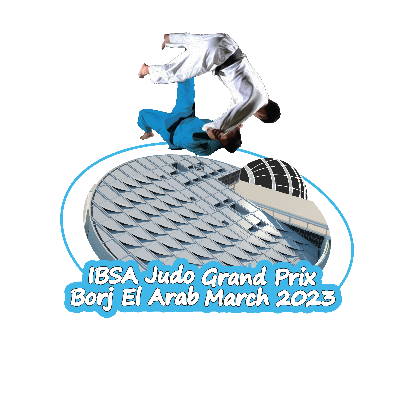 IBSA Judo Grand Prix
Borj El Arab March 2023